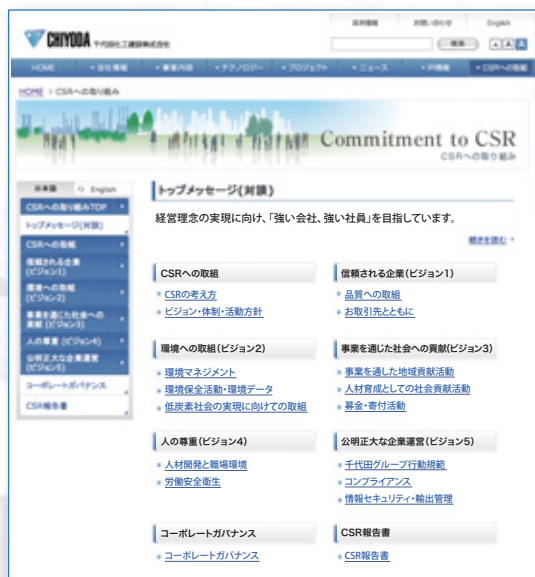 採用情報 お問い合わせ English
CHIYODA 千代田化工建設株式会社
検索 A A A
HOME 会社情報 事業内容 テクノロジー プロジェクト ニュース IR情報 CSRへの取組
HOME > CSRへの取り組み
Commitment to CSR
CSRへの取り組み
日本語 English
CSRへの取り組みTOP
トップメッセージ(対談)
CSRへの取組
信頼される企業
(ビジョン1)
環境への取組
(ビジョン2)
事業を通じた社会への
貢献 (ビジョン3)
人の尊重 (ビジョン4)
公明正大な企業運営
(ビジョン5)
コーポレートガバナンス
CSR報告書
トップメッセージ(対談)
経営理念の実現に向け、「強い会社、強い社員」を目指しています。
続きを読む
CSRへの取組
CSRの考え方
ビジョン・体制・活動方針
信頼される企業(ビジョン1)
品質への取組
お取引先とともに
環境への取組(ビジョン2)
環境マネジメント
環境保全活動・環境データ
低炭素社会の実現に向けての取組
事業を通じた社会への貢献(ビジョン3)
事業を通した地域貢献活動
人材育成としての社会貢献活動
募金・寄付活動
人の尊重(ビジョン4)
人材開発と職場環境
労働安全衛生
公明正大な企業運営(ビジョン5)
千代田グループ行動規範
コンプライアンス
情報セキュリティ・輸出管理
コーポレートガバナンス
コーポレートガバナンス
CSR報告書
CSR報告書